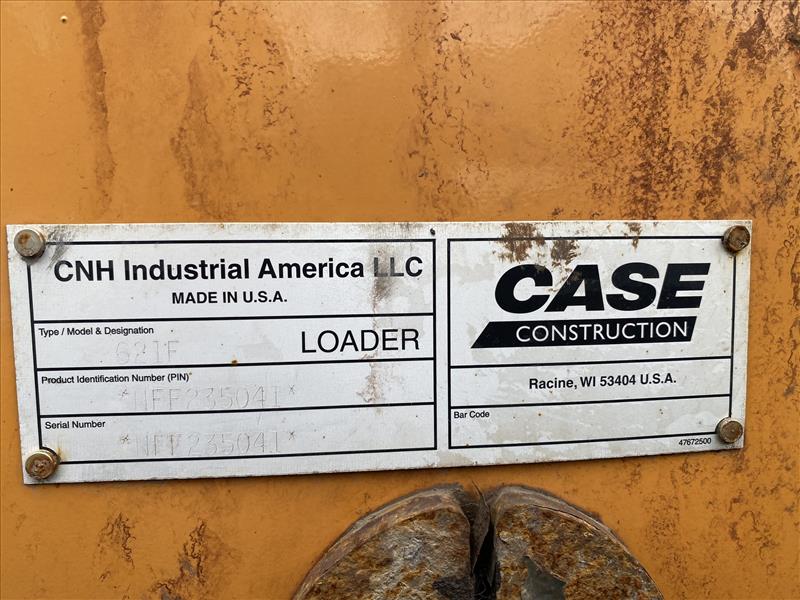 CNH Industrial America LLC
MADE IN U.S.A.
Type / Model & Designation
621F LOADER
Product Identification Number (PIN)*
*NFF235041*
Serial Number
*NFF235041*
CASE
CONSTRUCTION
Racine, WI 53404 U.S.A.
Bar Code
47672500